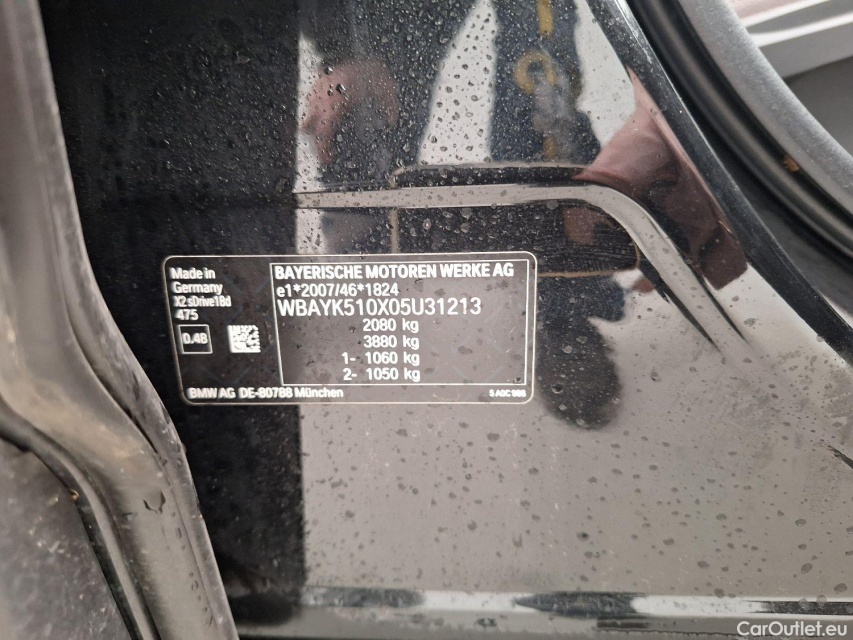 Made in
Germany
X2 sDrive18d
475
0.4B
BAYERISCHE MOTOREN WERKE AG
e1*2007/46*1824
WBAYK510X05U31213
2080 kg
3880 kg
1- 1060 kg
2- 1050 kg
BMW AG DE-80788 München
CarOutlet.eu